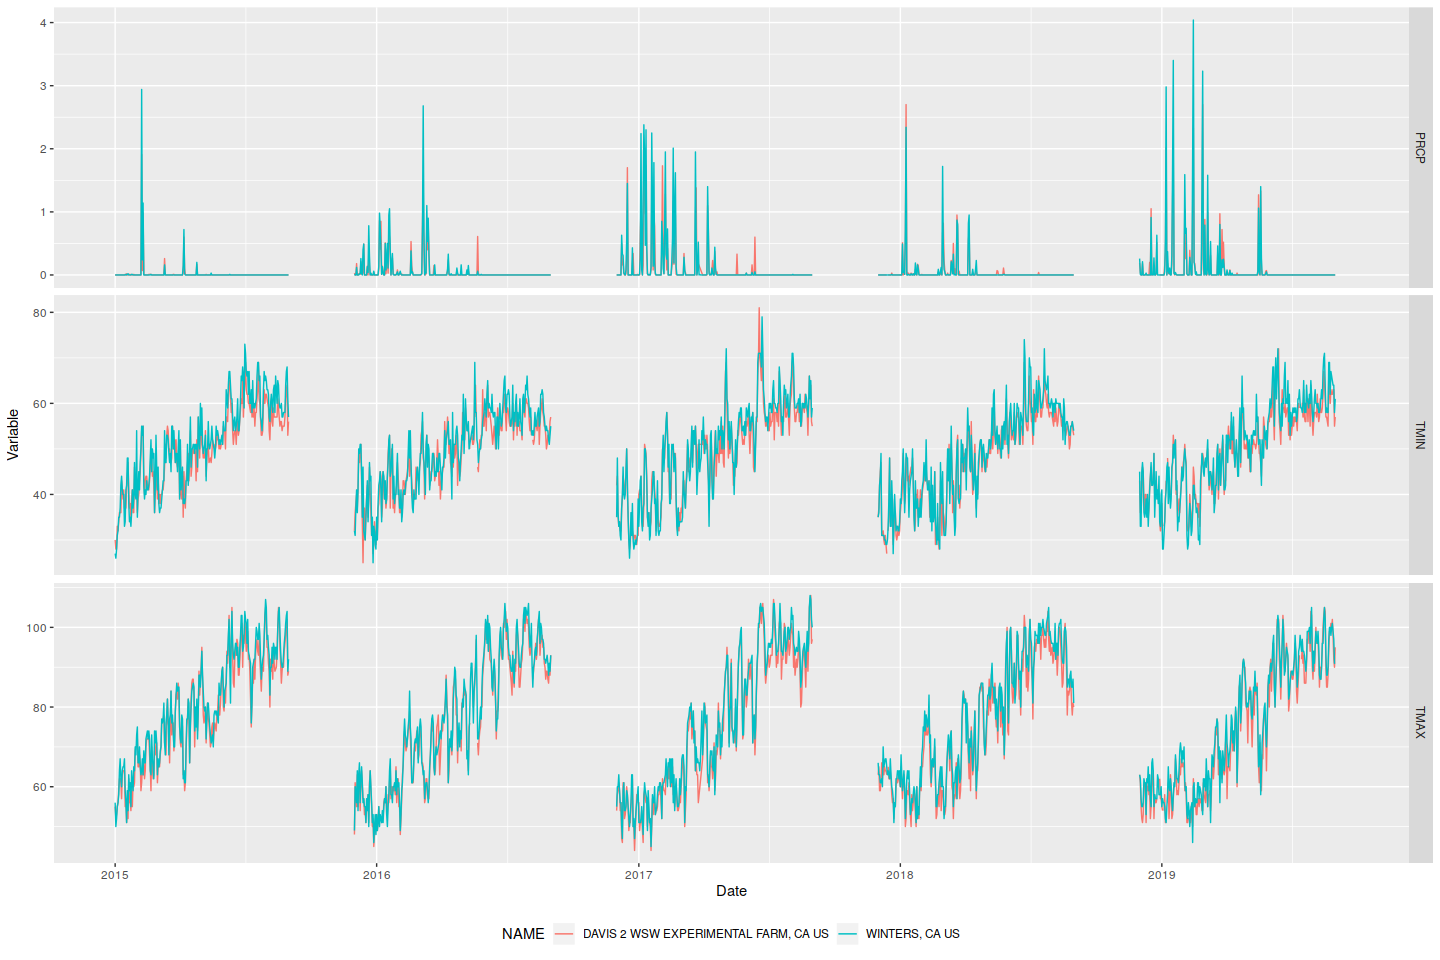 4
3
2
1
0
PRCP
80
60
40
TMIN
Variable
100
80
60
TMAX
2015 2016 2017 2018 2019
Date
NAME DAVIS 2 WSW EXPERIMENTAL FARM, CA US WINTERS, CA US